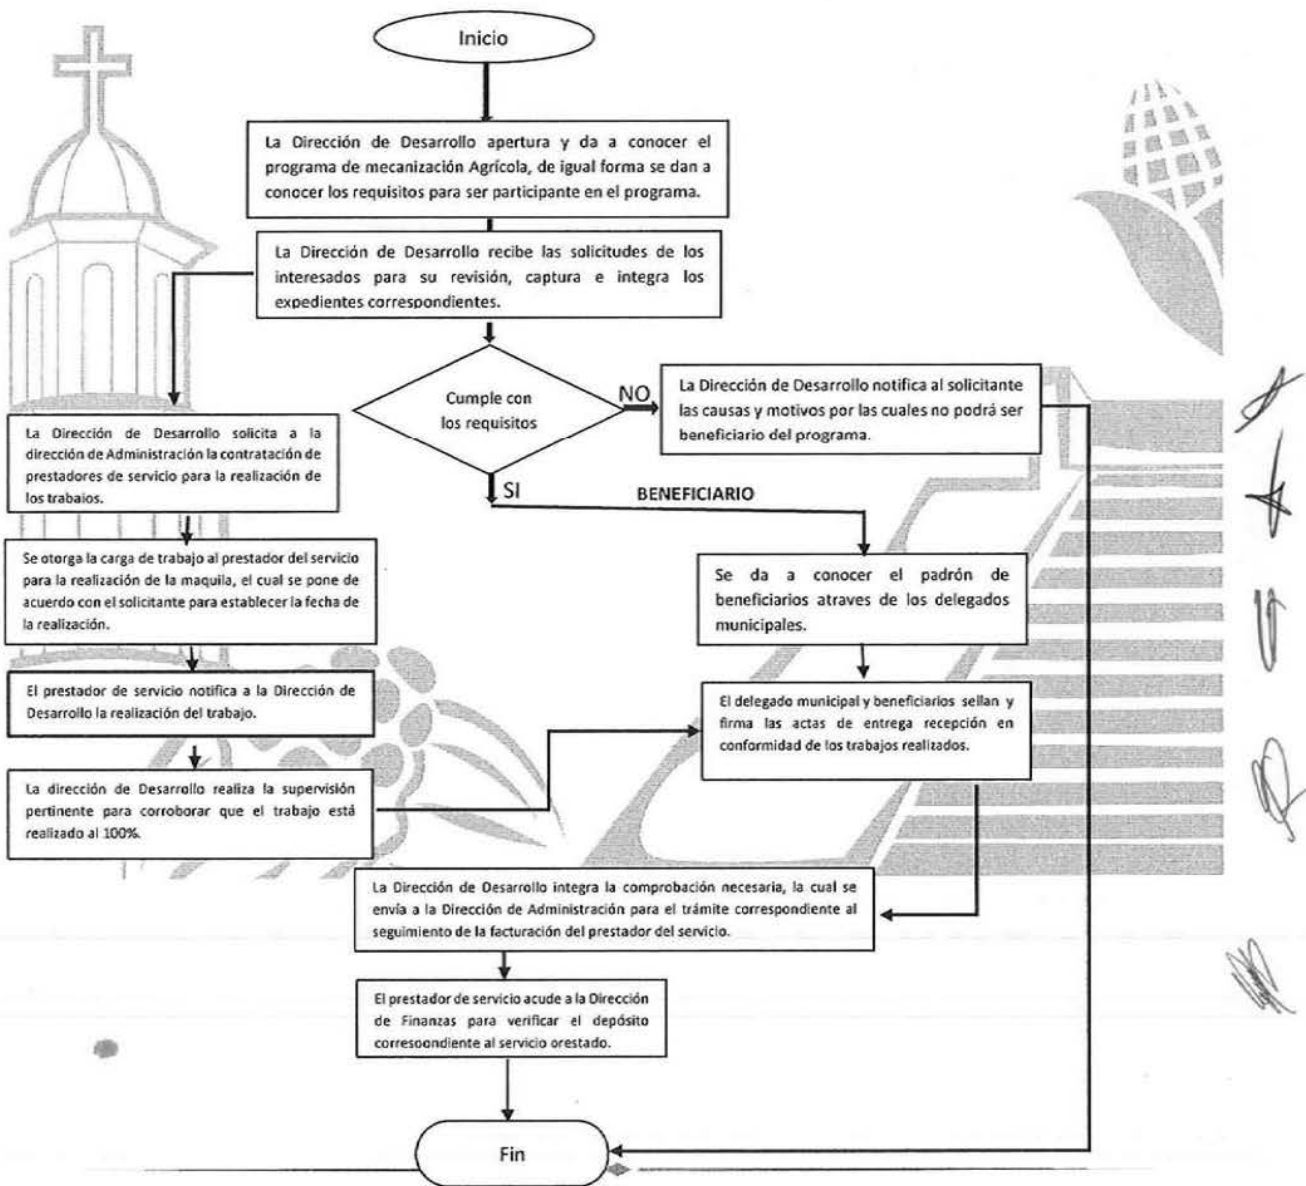 Inicio
La Dirección de Desarrollo apertura y da a conocer el
programa de mecanización Agrícola, de igual forma se dan a
conocer los requisitos para ser participante en el programa.
La Dirección de Desarrollo recibe las solicitudes de los
interesados para su revisión, captura e integra los
expedientes correspondientes.
Cumple con
los requisitos
NO
La Dirección de Desarrollo notifica al solicitante
las causas y motivos por las cuales no podrá ser
beneficiario del programa.
SI
BENEFICIARIO
La Dirección de Desarrollo solicita a la
dirección de Administración la contratación de
prestadores de servicio para la realización de
los trabajos.
Se otorga la carga de trabajo al prestador del servicio
para la realización de la maquila, el cual se pone de
acuerdo con el solicitante para establecer la fecha de
la realización.
El prestador de servicio notifica a la Dirección de
Desarrollo la realización del trabajo.
La dirección de Desarrollo realiza la supervisión
pertinente para corroborar que el trabajo está
realizado al 100%.
Se da a conocer el padrón de
beneficiarios atraves de los delegados
municipales.
El delegado municipal y beneficiarios sellan y
firma las actas de entrega recepción en
conformidad de los trabajos realizados.
La Dirección de Desarrollo integra la comprobación necesaria, la cual se
envía a la Dirección de Administración para el trámite correspondiente al
seguimiento de la facturación del prestador del servicio.
El prestador de servicio acude a la Dirección
de Finanzas para verificar el depósito
correspondiente al servicio prestado.
Fin